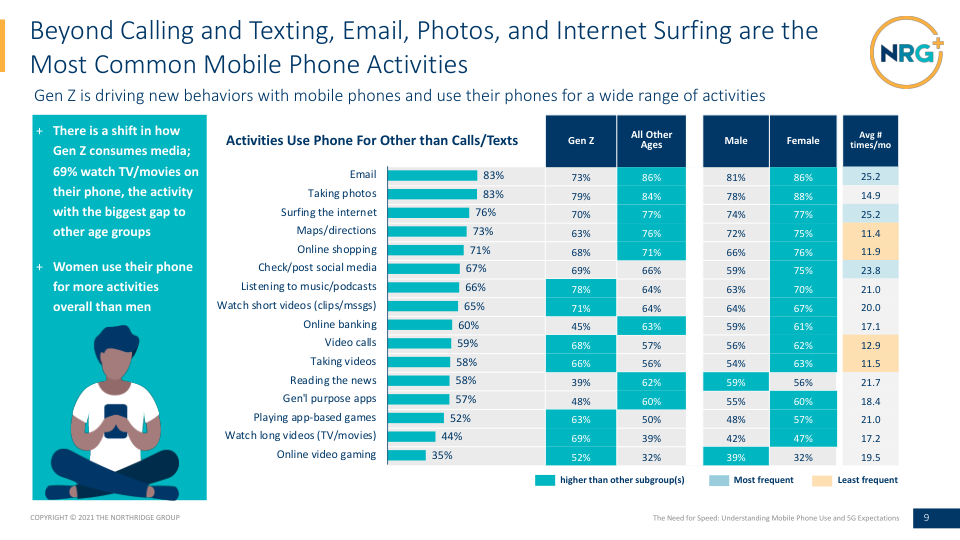 Beyond Calling and Texting, Email, Photos, and Internet Surfing are the
Most Common Mobile Phone Activities
NRG+
Gen Z is driving new behaviors with mobile phones and use their phones for a wide range of activities
+ There is a shift in how
Gen Z consumes media;
69% watch TV/movies on
their phone, the activity
with the biggest gap to
other age groups
+ Women use their phone
for more activities
overall than men
Activities Use Phone For Other than Calls/Texts
Gen Z All Other Ages Male Female Avg # times/mo
Email 83% 73% 86% 81% 86% 25.2
Taking photos 83% 79% 84% 78% 88% 14.9
Surfing the internet 76% 70% 77% 74% 77% 25.2
Maps/directions 73% 63% 76% 72% 75% 11.4
Online shopping 71% 68% 71% 66% 76% 11.9
Check/post social media 67% 69% 66% 59% 75% 23.8
Listening to music/podcasts 66% 78% 64% 63% 70% 21.0
Watch short videos (clips/mssgs) 65% 71% 64% 64% 67% 20.0
Online banking 60% 45% 63% 59% 61% 17.1
Video calls 59% 68% 57% 56% 62% 12.9
Taking videos 58% 66% 56% 54% 63% 11.5
Reading the news 58% 39% 62% 59% 56% 21.7
Gen'l purpose apps 57% 48% 60% 55% 60% 18.4
Playing app-based games 52% 63% 50% 48% 57% 21.0
Watch long videos (TV/movies) 44% 69% 39% 42% 47% 17.2
Online video gaming 35% 52% 32% 39% 32% 19.5
higher than other subgroup(s) Most frequent Least frequent
COPYRIGHT © 2021 THE NORTHRIDGE GROUP The Need for Speed: Understanding Mobile Phone Use and 5G Expectations 9